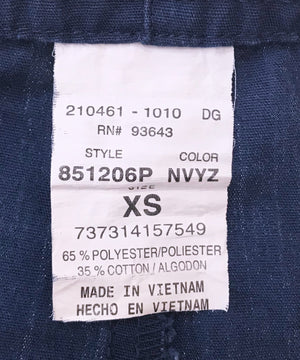 210461 - 1010 DG
RN# 93643
STYLE COLOR
851206P NVYZ
SIZE
XS
737314157549
65 % POLYESTER/POLIESTER
35 % COTTON / ALGODON
MADE IN VIETNAM
HECHO EN VIETNAM